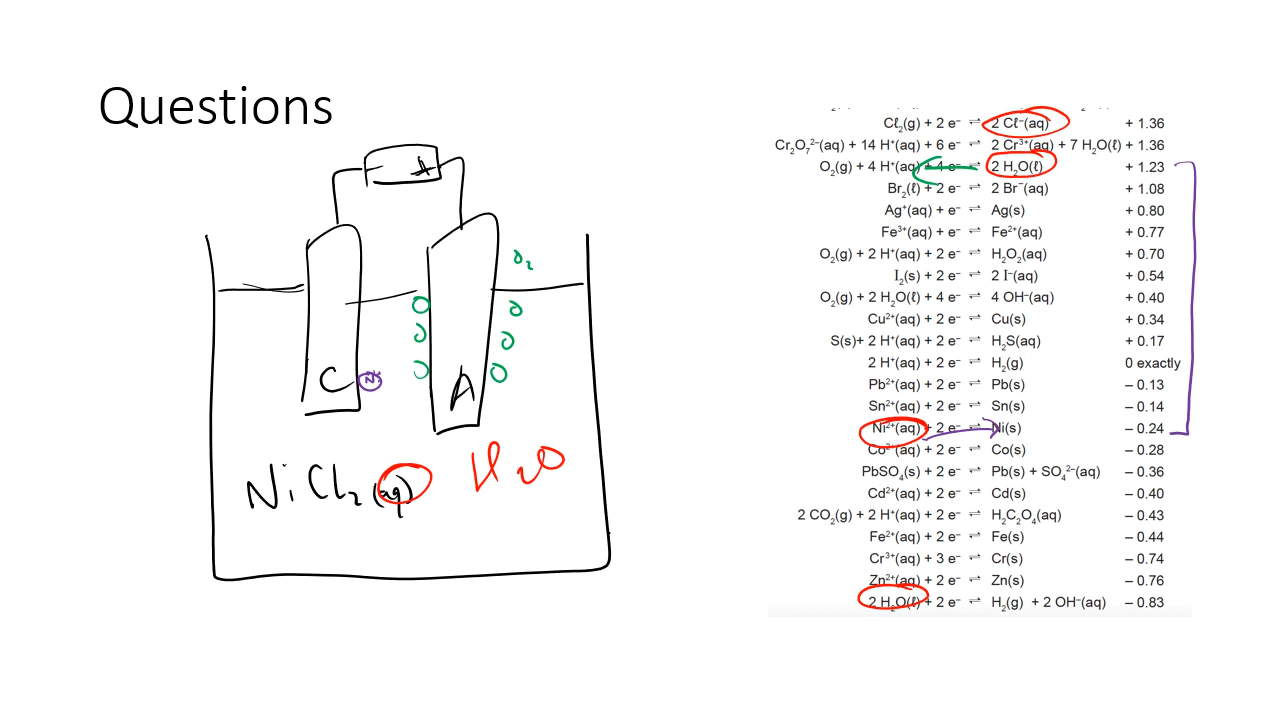 Questions
O₂
C
Ni
A
NiCl₂(aq) H₂O
Cℓ₂(g) + 2 e⁻ ⇌ 2 Cℓ⁻(aq) + 1.36
Cr₂O₇²⁻(aq) + 14 H⁺(aq) + 6 e⁻ ⇌ 2 Cr³⁺(aq) + 7 H₂O(ℓ) + 1.36
O₂(g) + 4 H⁺(aq) + 4 e⁻ ⇌ 2 H₂O(ℓ) + 1.23
Br₂(ℓ) + 2 e⁻ ⇌ 2 Br⁻(aq) + 1.08
Ag⁺(aq) + e⁻ ⇌ Ag(s) + 0.80
Fe³⁺(aq) + e⁻ ⇌ Fe²⁺(aq) + 0.77
O₂(g) + 2 H⁺(aq) + 2 e⁻ ⇌ H₂O₂(aq) + 0.70
I₂(s) + 2 e⁻ ⇌ 2 I⁻(aq) + 0.54
O₂(g) + 2 H₂O(ℓ) + 4 e⁻ ⇌ 4 OH⁻(aq) + 0.40
Cu²⁺(aq) + 2 e⁻ ⇌ Cu(s) + 0.34
S(s)+ 2 H⁺(aq) + 2 e⁻ ⇌ H₂S(aq) + 0.17
2 H⁺(aq) + 2 e⁻ ⇌ H₂(g) 0 exactly
Pb²⁺(aq) + 2 e⁻ ⇌ Pb(s) – 0.13
Sn²⁺(aq) + 2 e⁻ ⇌ Sn(s) – 0.14
Ni²⁺(aq) + 2 e⁻ ⇌ Ni(s) – 0.24
Co²⁺(aq) + 2 e⁻ ⇌ Co(s) – 0.28
PbSO₄(s) + 2 e⁻ ⇌ Pb(s) + SO₄²⁻(aq) – 0.36
Cd²⁺(aq) + 2 e⁻ ⇌ Cd(s) – 0.40
2 CO₂(g) + 2 H⁺(aq) + 2 e⁻ ⇌ H₂C₂O₄(aq) – 0.43
Fe²⁺(aq) + 2 e⁻ ⇌ Fe(s) – 0.44
Cr³⁺(aq) + 3 e⁻ ⇌ Cr(s) – 0.74
Zn²⁺(aq) + 2 e⁻ ⇌ Zn(s) – 0.76
2 H₂O(ℓ) + 2 e⁻ ⇌ H₂(g) + 2 OH⁻(aq) – 0.83